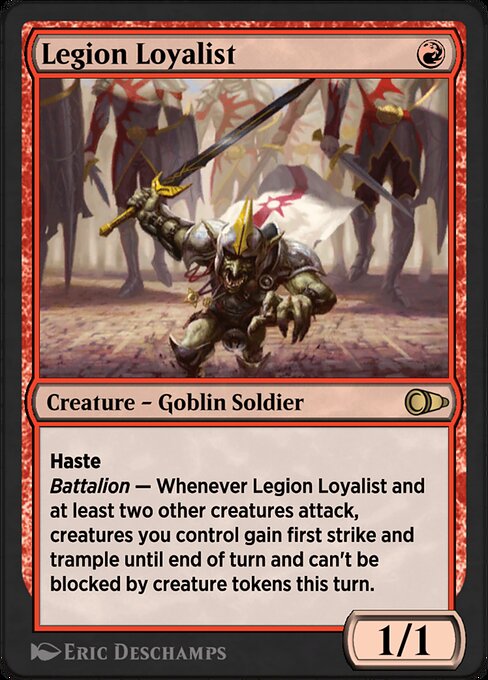 Legion Loyalist
Creature – Goblin Soldier
Haste
Battalion — Whenever Legion Loyalist and
at least two other creatures attack,
creatures you control gain first strike and
trample until end of turn and can't be
blocked by creature tokens this turn.
1/1
Eric Deschamps